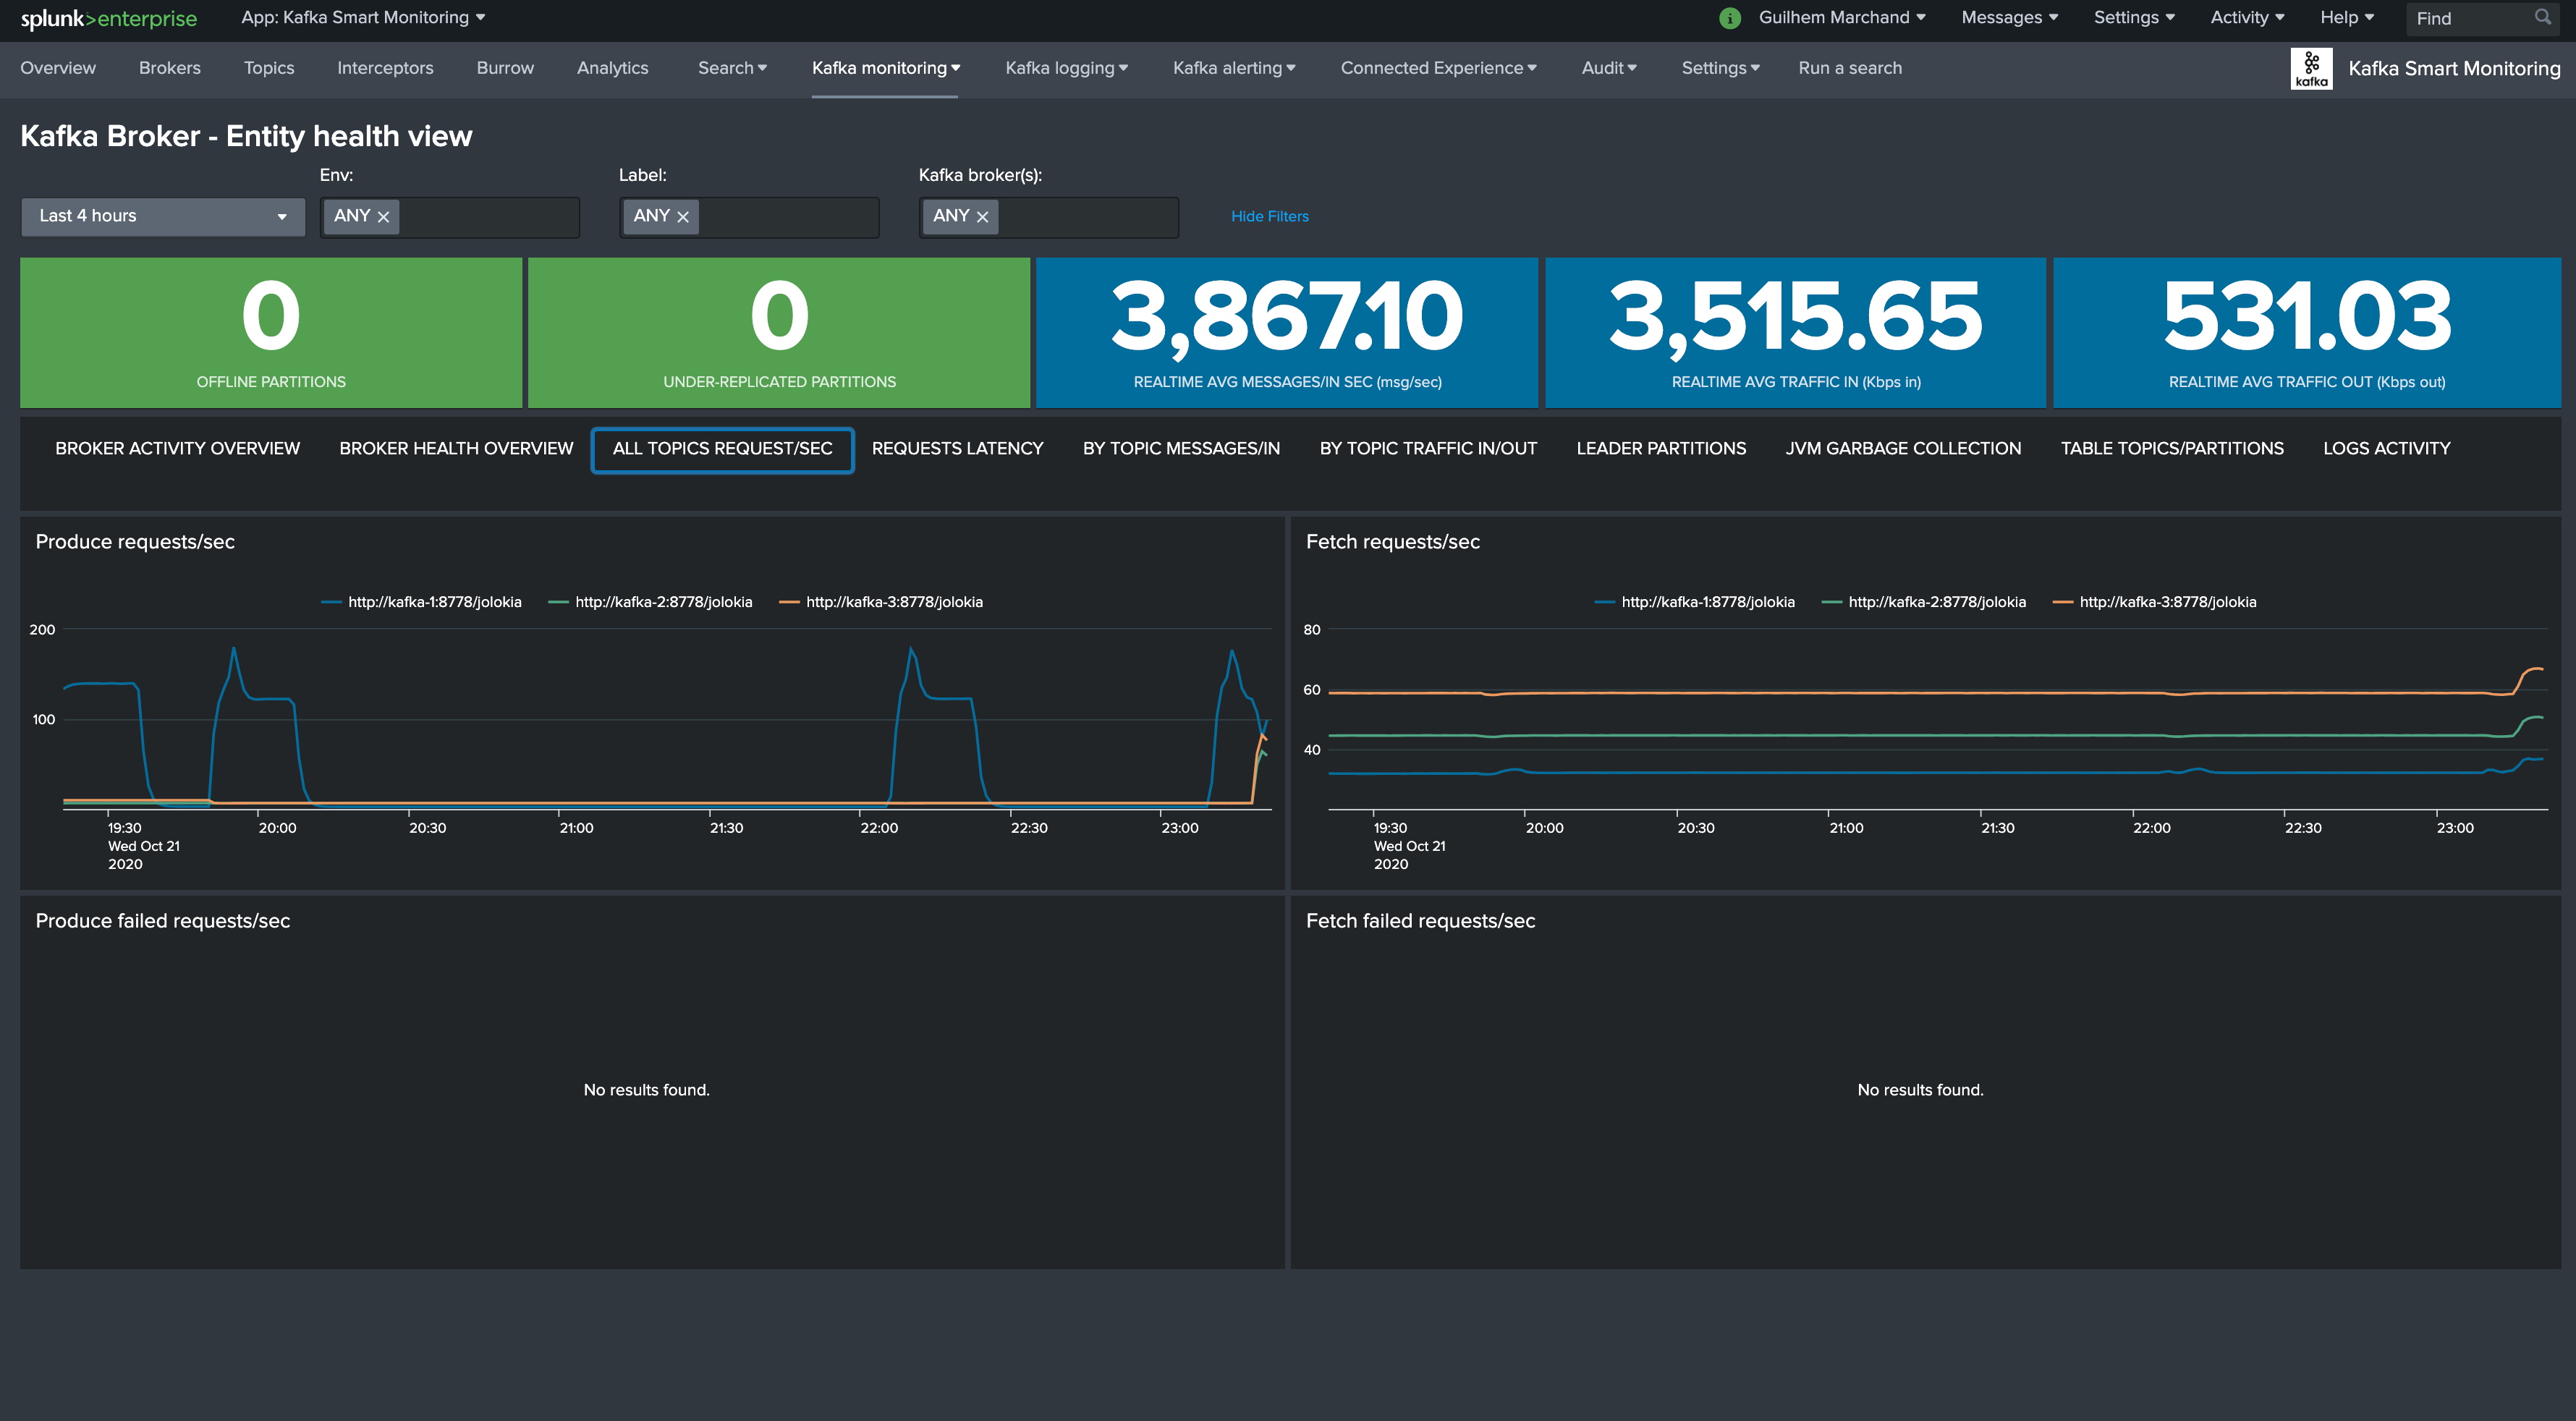 splunk>enterprise App: Kafka Smart Monitoring i Guilhem Marchand Messages Settings Activity Help Find
Overview Brokers Topics Interceptors Burrow Analytics Search Kafka monitoring Kafka logging Kafka alerting Connected Experience Audit Settings Run a search kafka Kafka Smart Monitoring
Kafka Broker - Entity health view
Env: Label: Kafka broker(s):
Last 4 hours ANY ANY ANY Hide Filters
0 0 3,867.10 3,515.65 531.03
OFFLINE PARTITIONS UNDER-REPLICATED PARTITIONS REALTIME AVG MESSAGES/IN SEC (msg/sec) REALTIME AVG TRAFFIC IN (Kbps in) REALTIME AVG TRAFFIC OUT (Kbps out)
BROKER ACTIVITY OVERVIEW BROKER HEALTH OVERVIEW ALL TOPICS REQUEST/SEC REQUESTS LATENCY BY TOPIC MESSAGES/IN BY TOPIC TRAFFIC IN/OUT LEADER PARTITIONS JVM GARBAGE COLLECTION TABLE TOPICS/PARTITIONS LOGS ACTIVITY
Produce requests/sec
http://kafka-1:8778/jolokia http://kafka-2:8778/jolokia http://kafka-3:8778/jolokia
200
100
19:30 20:00 20:30 21:00 21:30 22:00 22:30 23:00
Wed Oct 21
2020
Fetch requests/sec
http://kafka-1:8778/jolokia http://kafka-2:8778/jolokia http://kafka-3:8778/jolokia
80
60
40
19:30 20:00 20:30 21:00 21:30 22:00 22:30 23:00
Wed Oct 21
2020
Produce failed requests/sec
No results found.
Fetch failed requests/sec
No results found.